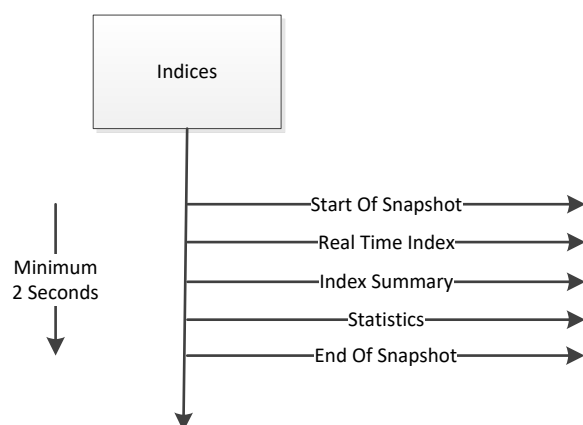 Indices
Start Of Snapshot
Real Time Index
Minimum
2 Seconds
Index Summary
Statistics
End Of Snapshot